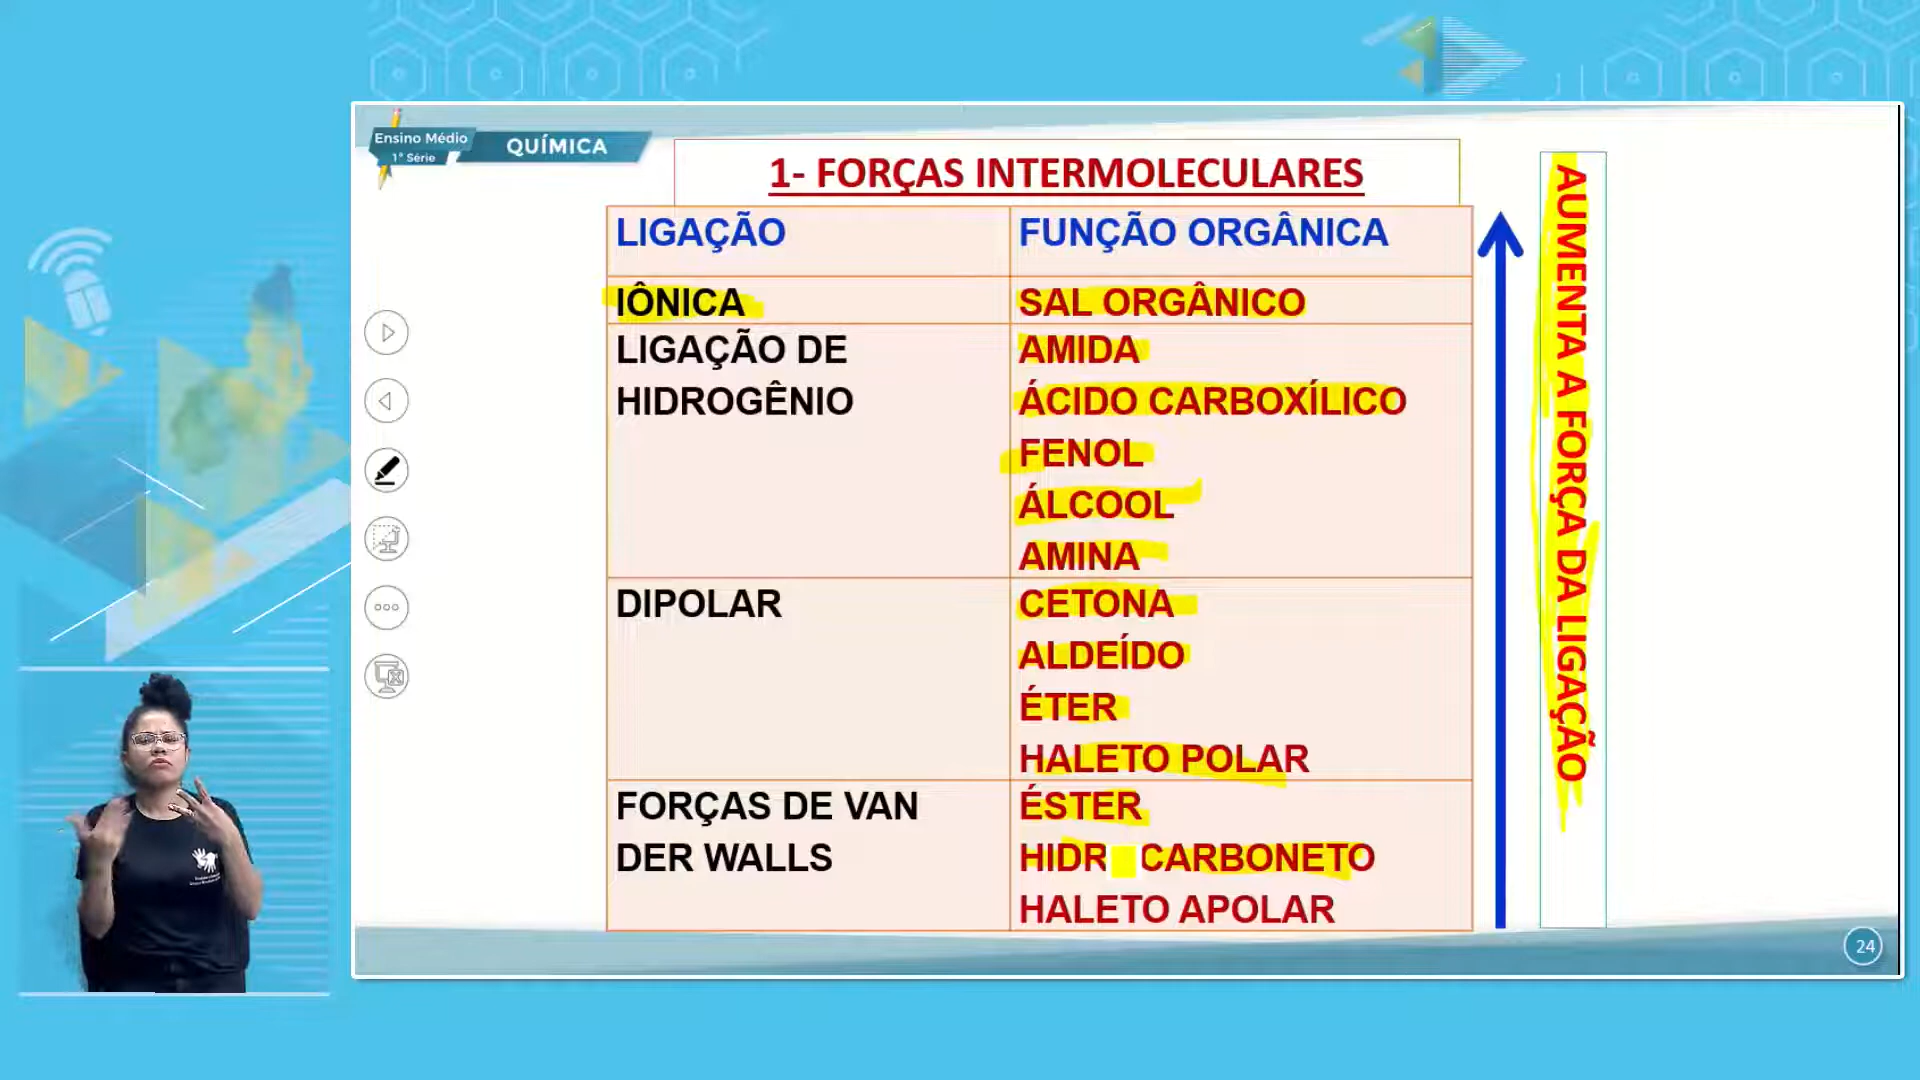 Ensino Médio
1ª Série
QUÍMICA
1- FORÇAS INTERMOLECULARES
LIGAÇÃO
FUNÇÃO ORGÂNICA
IÔNICA
SAL ORGÂNICO
LIGAÇÃO DE
HIDROGÊNIO
AMIDA
ÁCIDO CARBOXÍLICO
FENOL
ÁLCOOL
AMINA
DIPOLAR
CETONA
ALDEÍDO
ÉTER
HALETO POLAR
FORÇAS DE VAN
DER WALLS
ÉSTER
HIDR CARBONETO
HALETO APOLAR
AUMENTA A FORÇA DA LIGAÇÃO
24